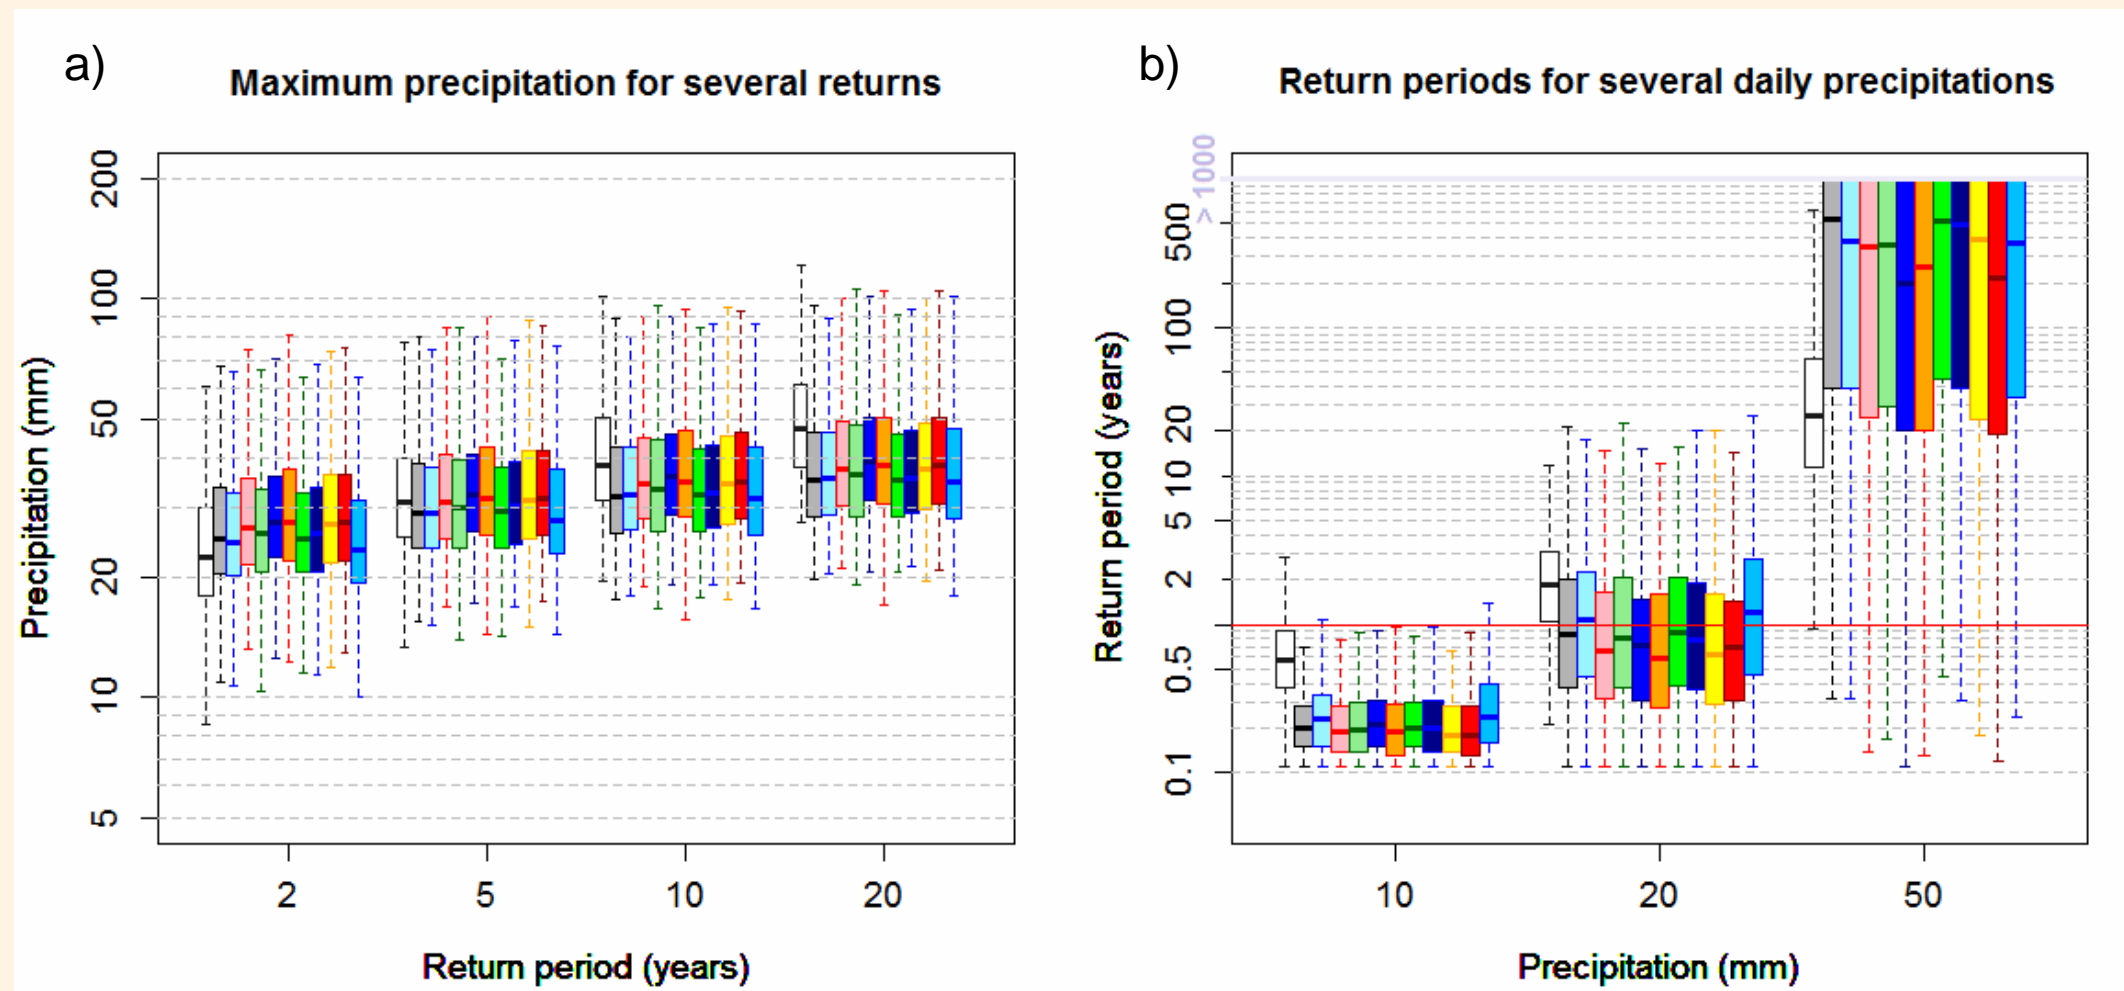 a)
Maximum precipitation for several returns
Precipitation (mm)
200
100
50
20
10
5
2
5
10
20
Return period (years)
b)
Return periods for several daily precipitations
Return period (years)
> 1000
500
100
20
10
5
2
0.5
0.1
10
20
50
Precipitation (mm)